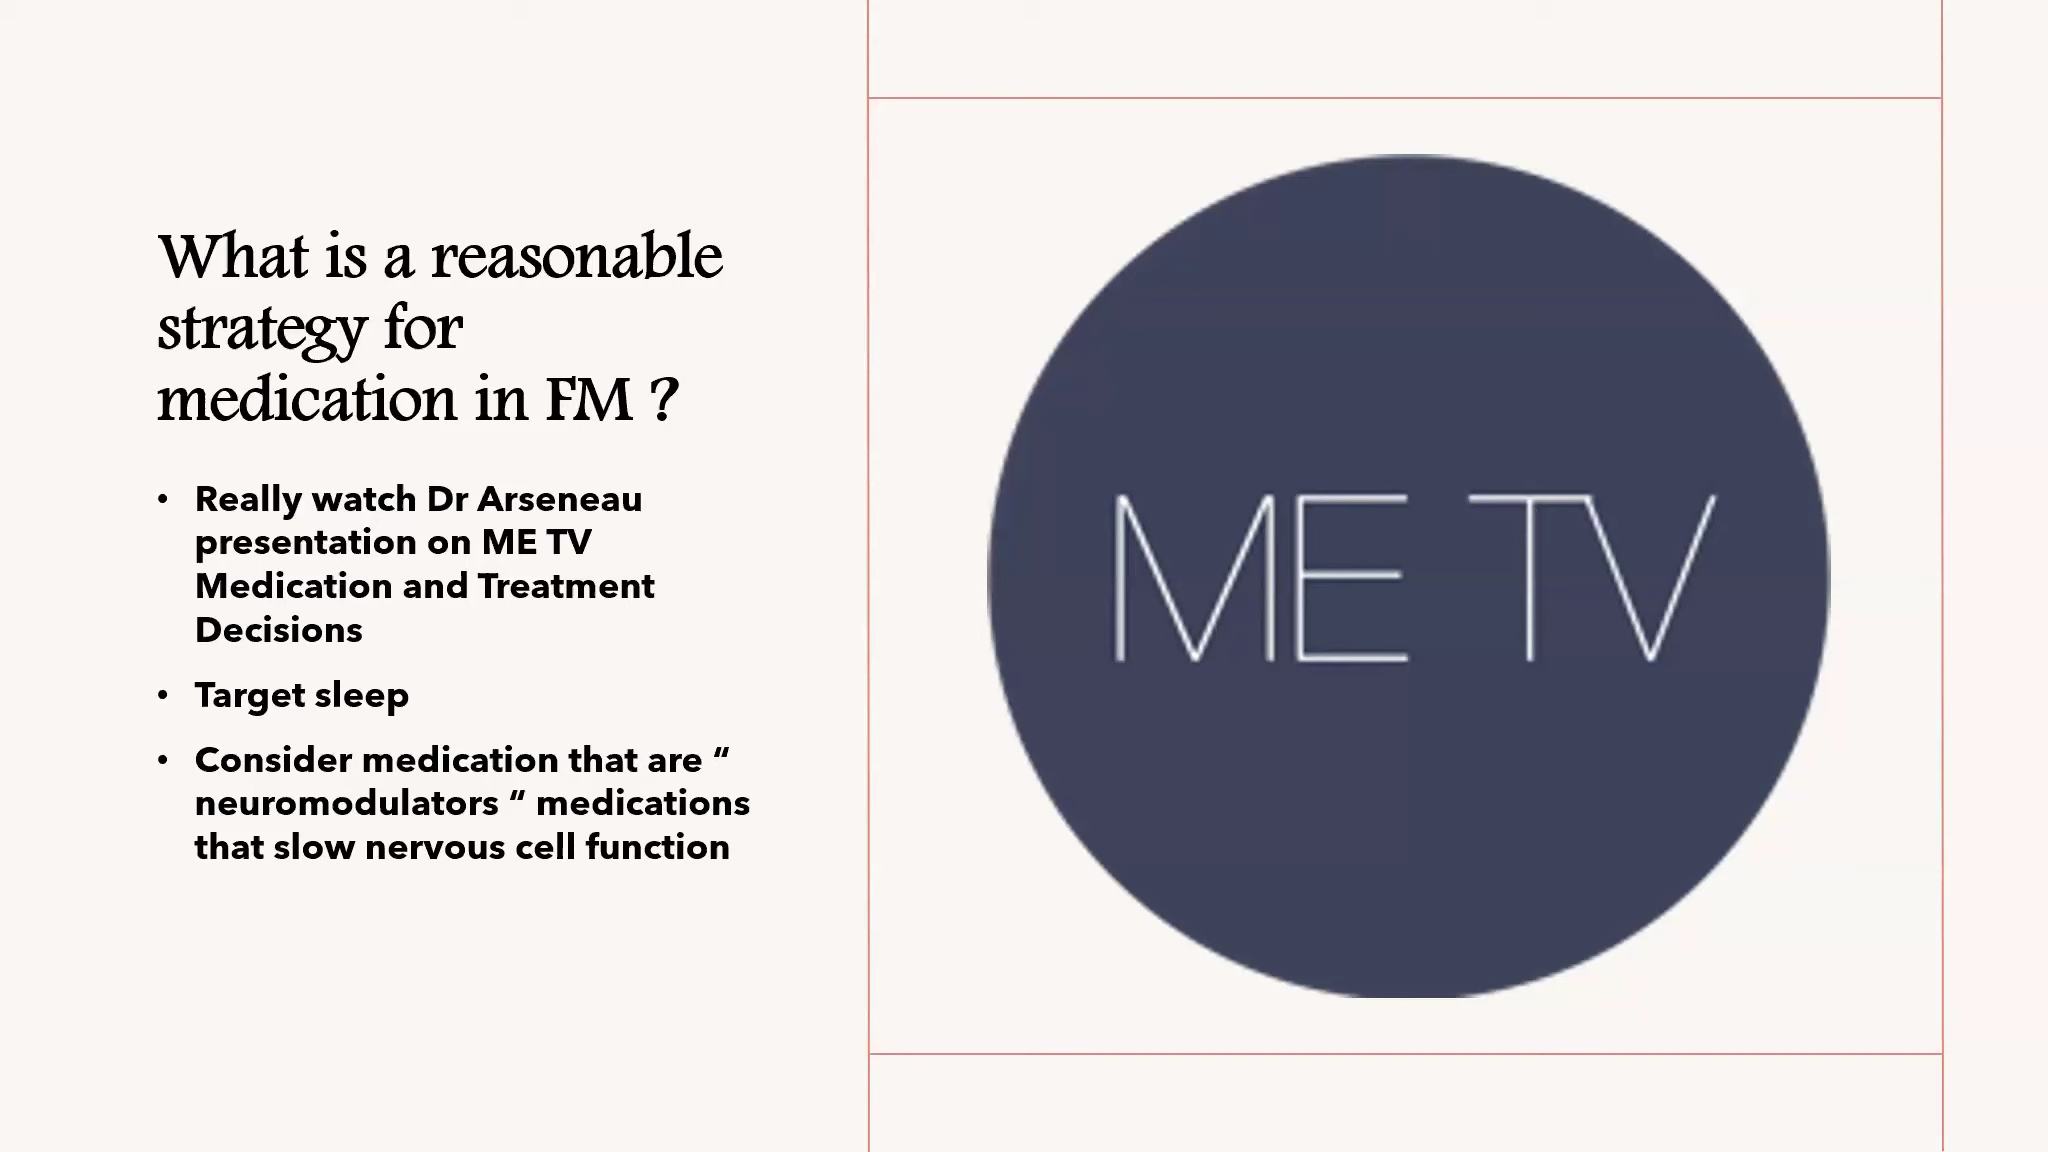 What is a reasonable
strategy for
medication in FM ?
• Really watch Dr Arseneau
presentation on ME TV
Medication and Treatment
Decisions
• Target sleep
• Consider medication that are “
neuromodulators “ medications
that slow nervous cell function
ME TV